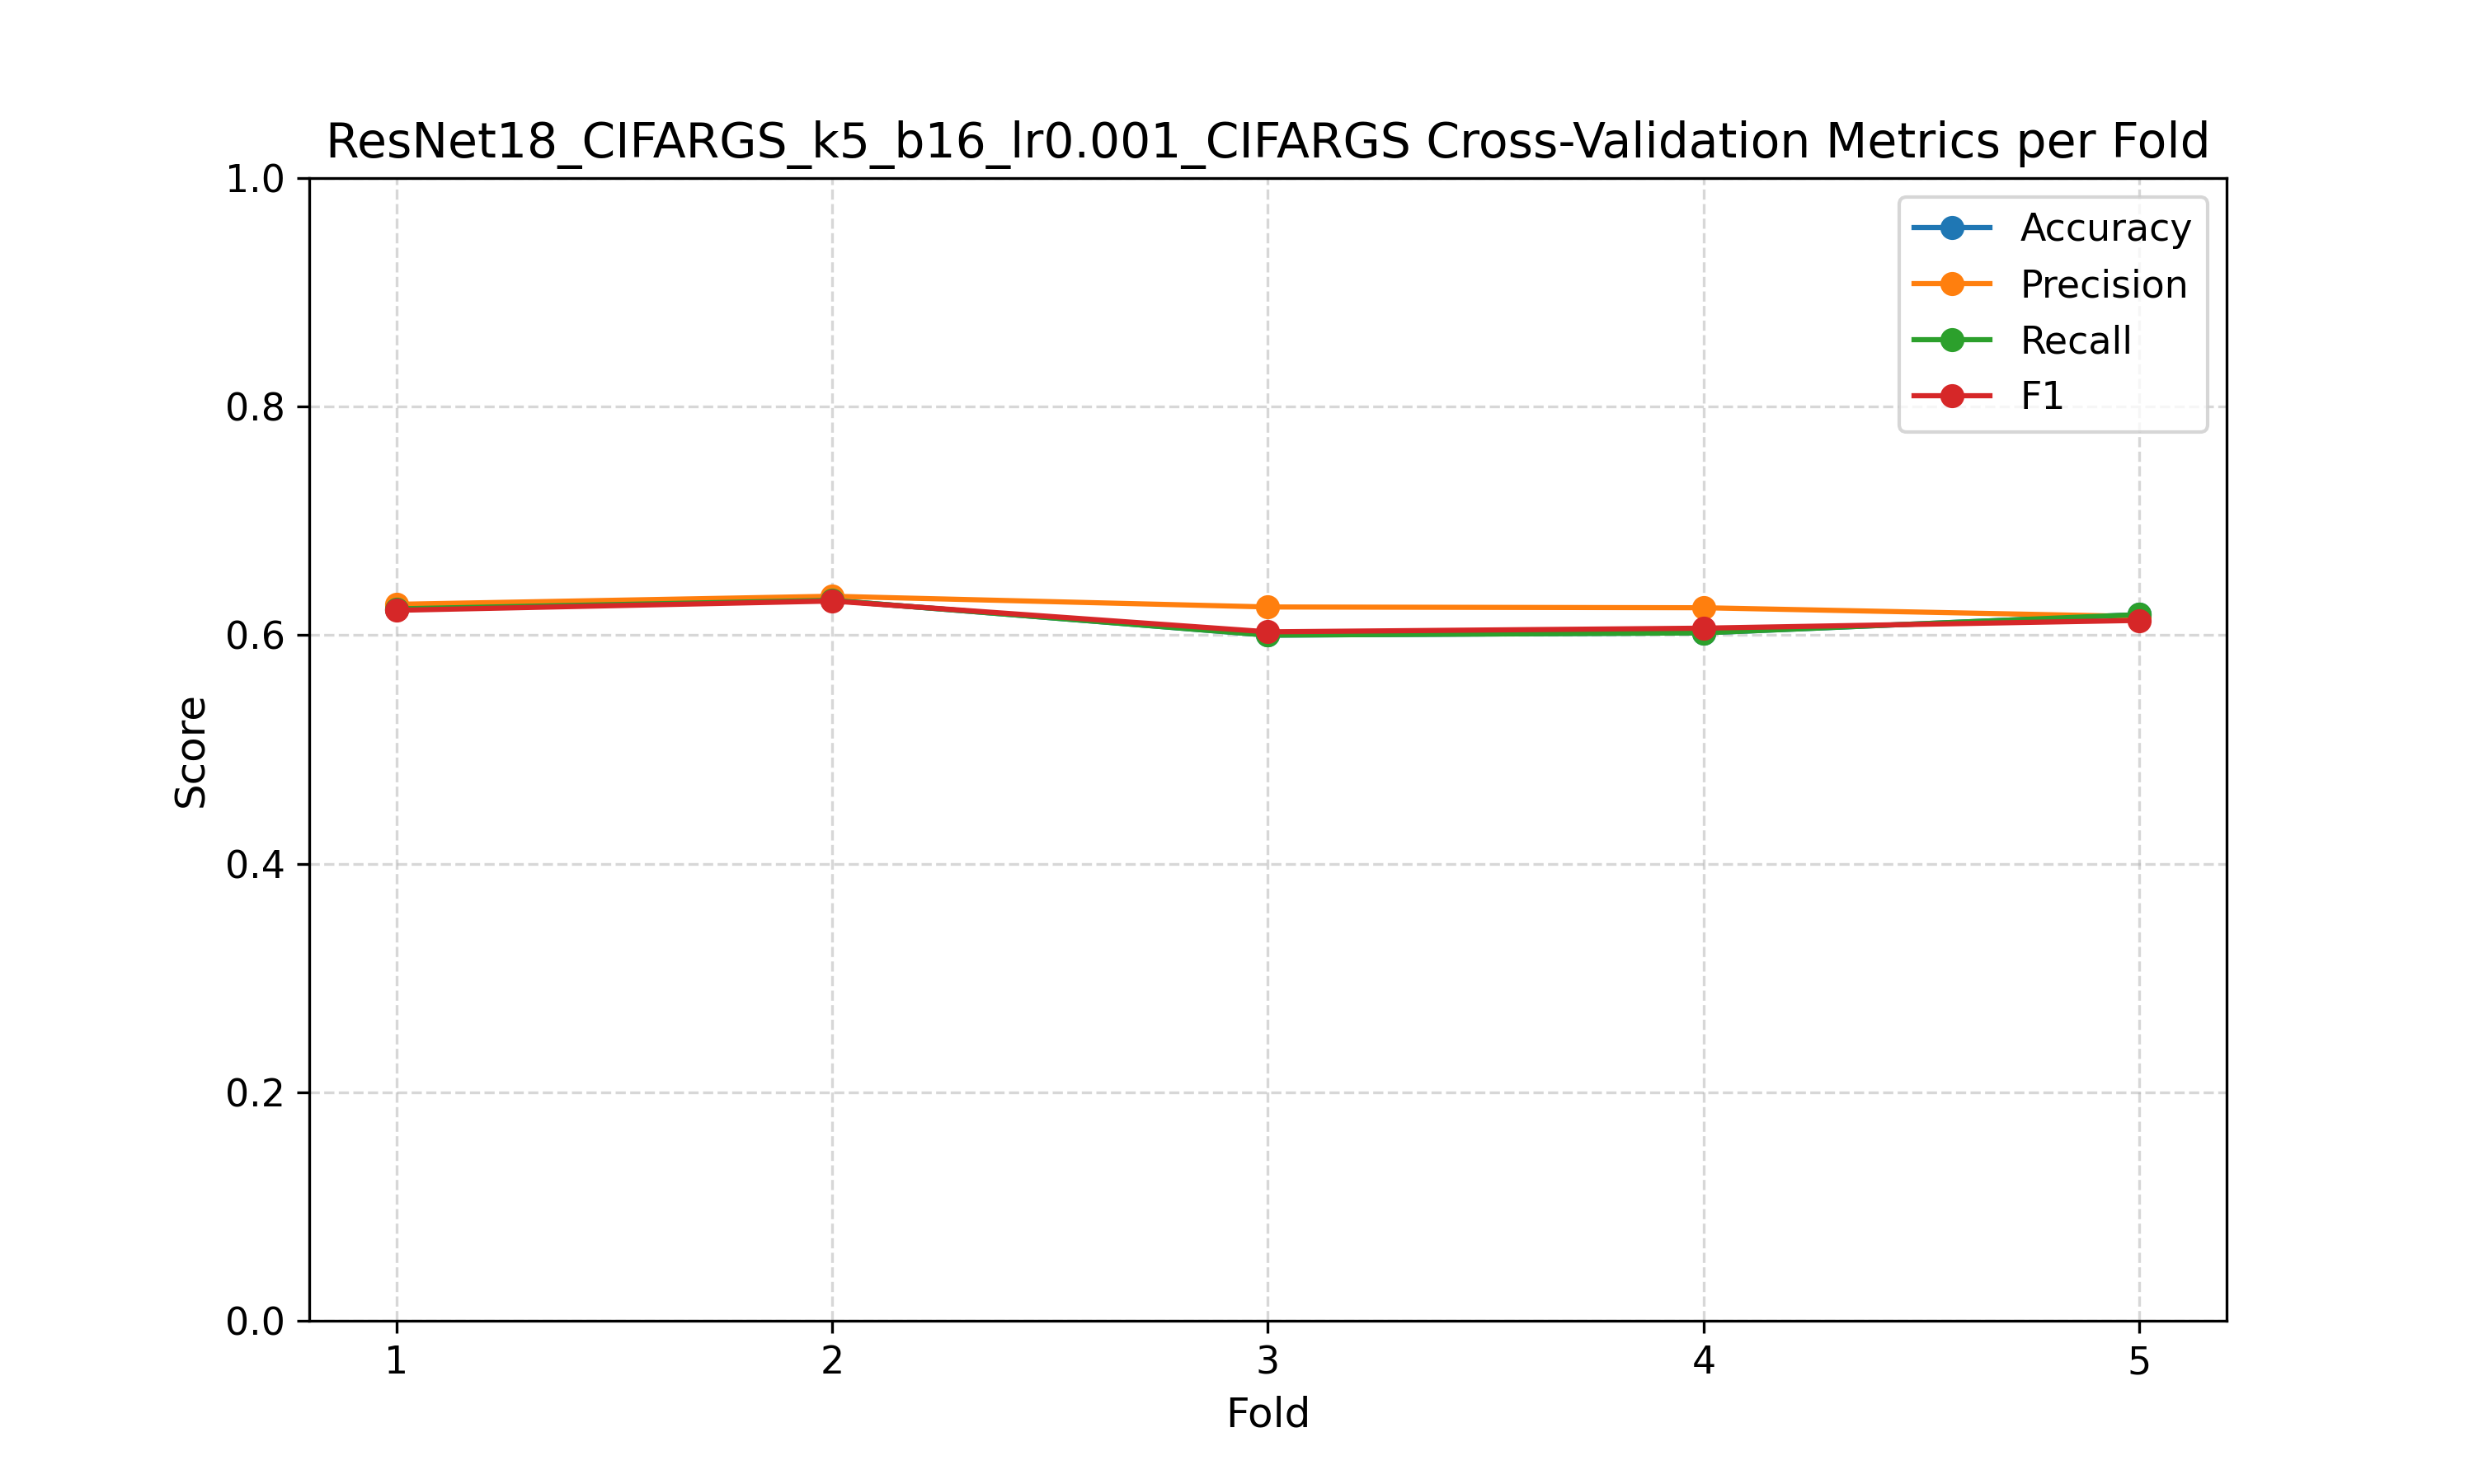 ResNet18_CIFARGS_k5_b16_lr0.001_CIFARGS Cross-Validation Metrics per Fold
1.0
0.8
0.6
0.4
0.2
0.0
Score
Accuracy
Precision
Recall
F1
1 2 3 4 5
Fold